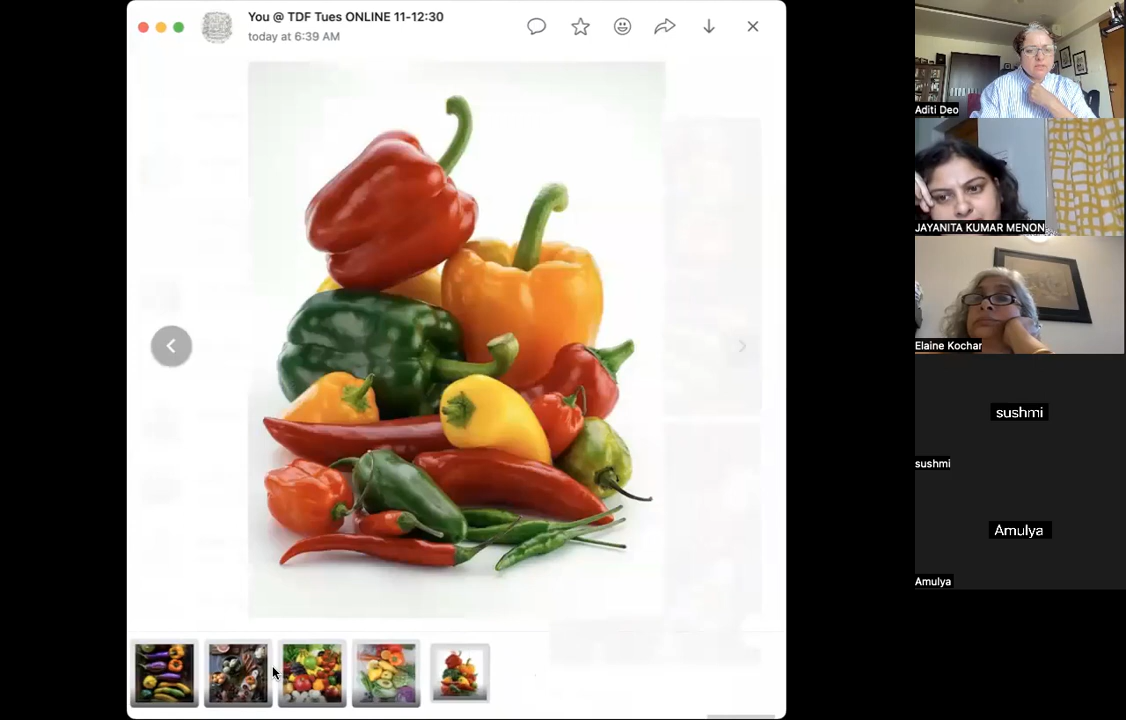 You @ TDF Tues ONLINE 11-12:30
today at 6:39 AM
Aditi Deo
JAYANITA KUMAR MENON
Elaine Kochar
sushmi
sushmi
Amulya
Amulya